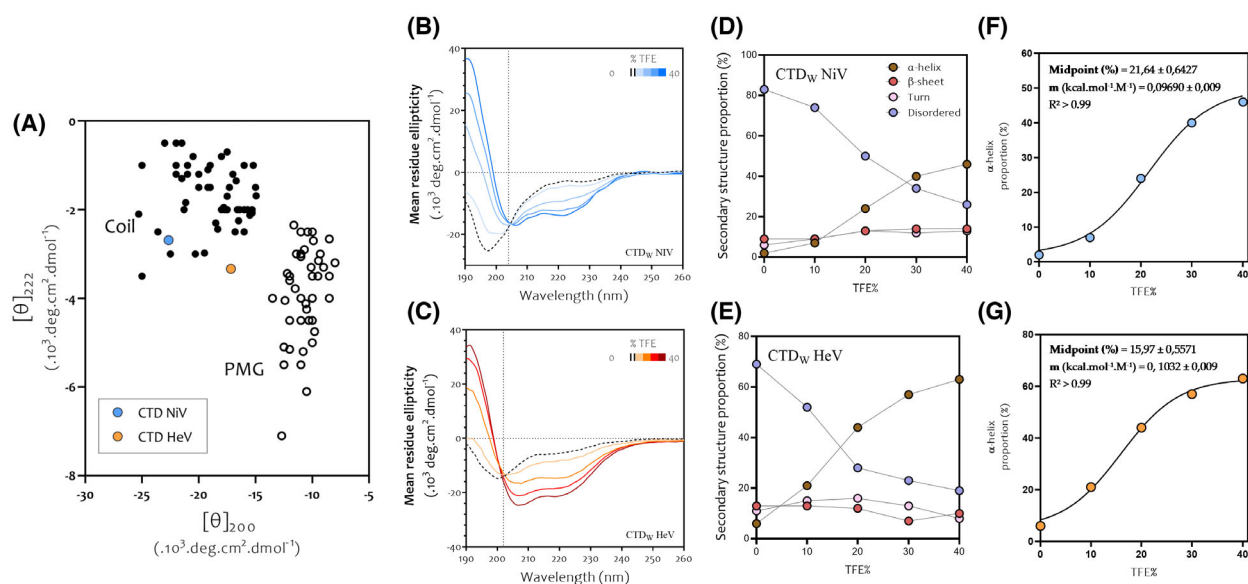 (A)
[θ]₂₂₂
(.10³.deg.cm².dmol⁻¹)
0
-2
-4
-6
-8
Coil
PMG
CTD NiV
CTD HeV
-30
-25
-20
-15
-10
-5
[θ]₂₀₀
(.10³.deg.cm².dmol⁻¹)
(B)
Mean residue ellipticity
(.10³ deg.cm².dmol⁻¹)
40
20
0
-20
-40
% TFE
0
40
CTDw NIV
190 200 210 220 230 240 250 260
Wavelength (nm)
(C)
Mean residue ellipticity
(.10³ deg.cm².dmol⁻¹)
40
20
0
-20
-40
% TFE
0
40
CTDw HeV
190 200 210 220 230 240 250 260
Wavelength (nm)
(D)
Secondary structure proportion (%)
100
80
60
40
20
0
CTDw NiV
α-helix
β-sheet
Turn
Disordered
0 10 20 30 40
TFE%
(E)
Secondary structure proportion (%)
80
60
40
20
0
CTDw HeV
0 10 20 30 40
TFE%
(F)
α-helix
proportion (%)
60
50
40
30
20
10
0
Midpoint (%) = 21,64 ± 0,6427
m (kcal.mol⁻¹.M⁻¹) = 0,09690 ± 0,009
R² > 0.99
0 10 20 30 40
TFE%
(G)
α-helix
proportion (%)
80
60
40
20
0
Midpoint (%) = 15,97 ± 0,5571
m (kcal.mol⁻¹.M⁻¹) = 0, 1032 ± 0,009
R² > 0.99
0 10 20 30 40
TFE%